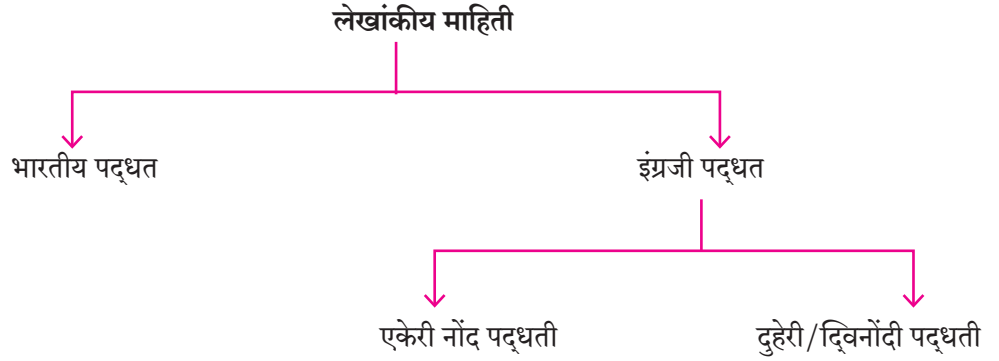 लेखांकीय माहिती
भारतीय पद्धत
इंग्रजी पद्धत
एकेरी नोंद पद्धती
दुहेरी/द्विनोंदी पद्धती